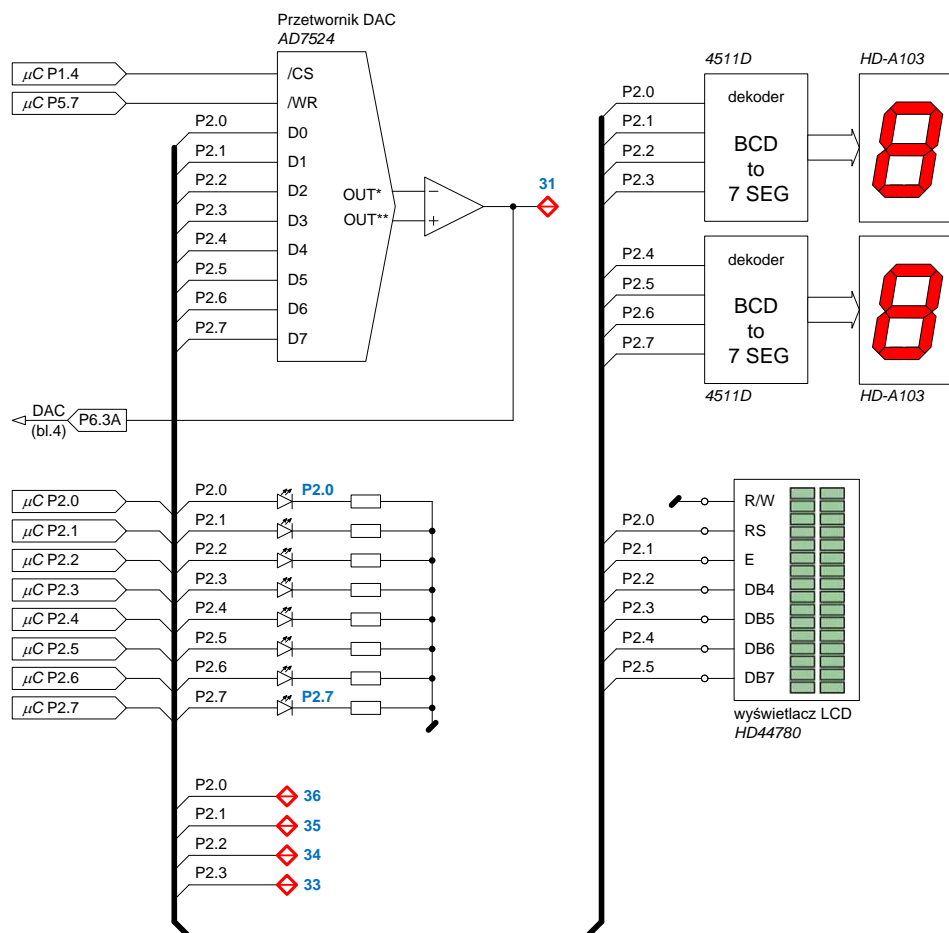 Przetwornik DAC
AD7524
µC P1.4
/CS
µC P5.7
/WR
P2.0
D0
P2.1
D1
P2.2
D2
P2.3
D3
P2.4
D4
P2.5
D5
P2.6
D6
P2.7
D7
OUT*
OUT**
−
+
31
DAC
(bl.4)
P6.3A
4511D
HD-A103
P2.0
P2.1
P2.2
P2.3
dekoder
BCD
to
7 SEG
8
P2.4
P2.5
P2.6
P2.7
dekoder
BCD
to
7 SEG
8
4511D
HD-A103
µC P2.0
µC P2.1
µC P2.2
µC P2.3
µC P2.4
µC P2.5
µC P2.6
µC P2.7
P2.0
P2.0
P2.1
P2.2
P2.3
P2.4
P2.5
P2.6
P2.7
P2.7
R/W
P2.0
RS
P2.1
E
P2.2
DB4
P2.3
DB5
P2.4
DB6
P2.5
DB7
wyświetlacz LCD
HD44780
P2.0
36
P2.1
35
P2.2
34
P2.3
33